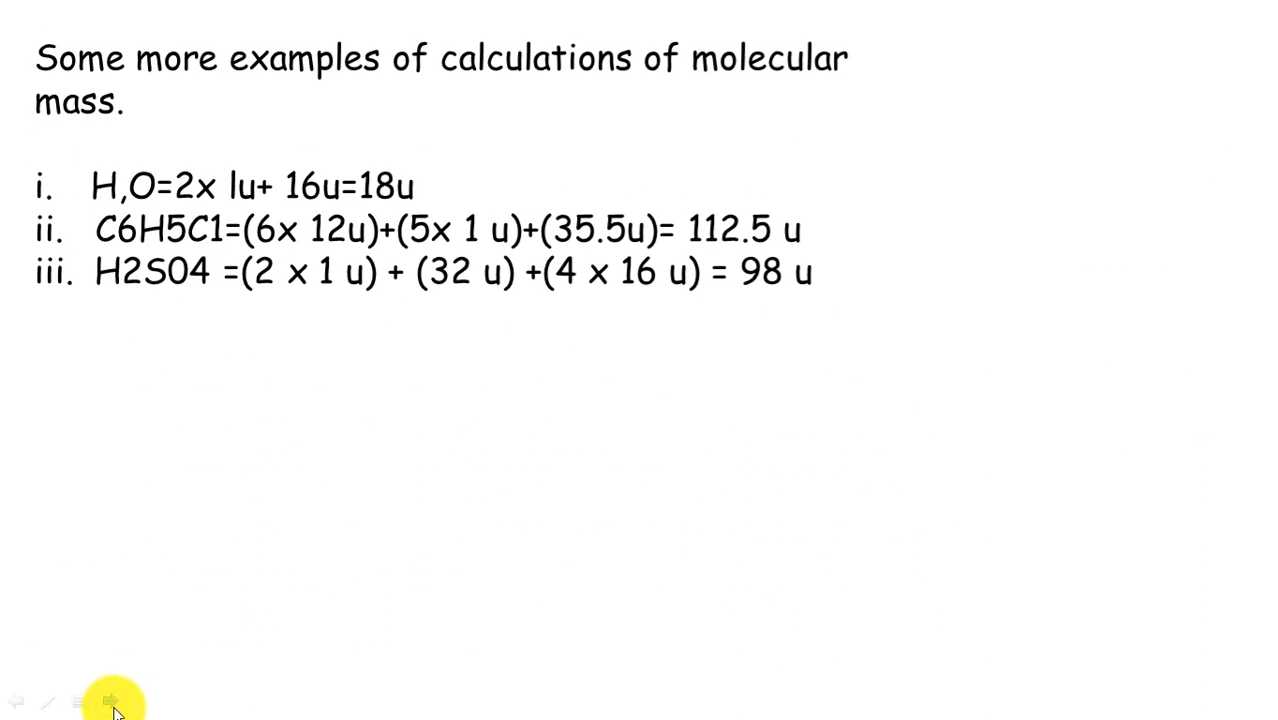 Some more examples of calculations of molecular
mass.
i. H,O=2x lu+ 16u=18u
ii. C6H5C1=(6x 12u)+(5x 1 u)+(35.5u)= 112.5 u
iii. H2S04 =(2 x 1 u) + (32 u) +(4 x 16 u) = 98 u